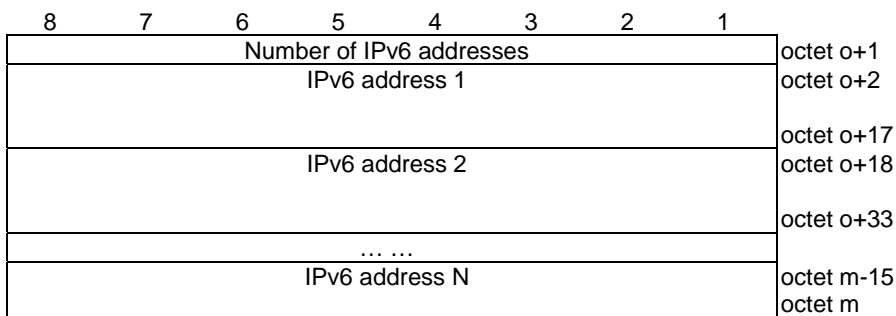 8 7 6 5 4 3 2 1
Number of IPv6 addresses octet o+1
IPv6 address 1 octet o+2
octet o+17
IPv6 address 2 octet o+18
octet o+33
… …
IPv6 address N octet m-15
octet m